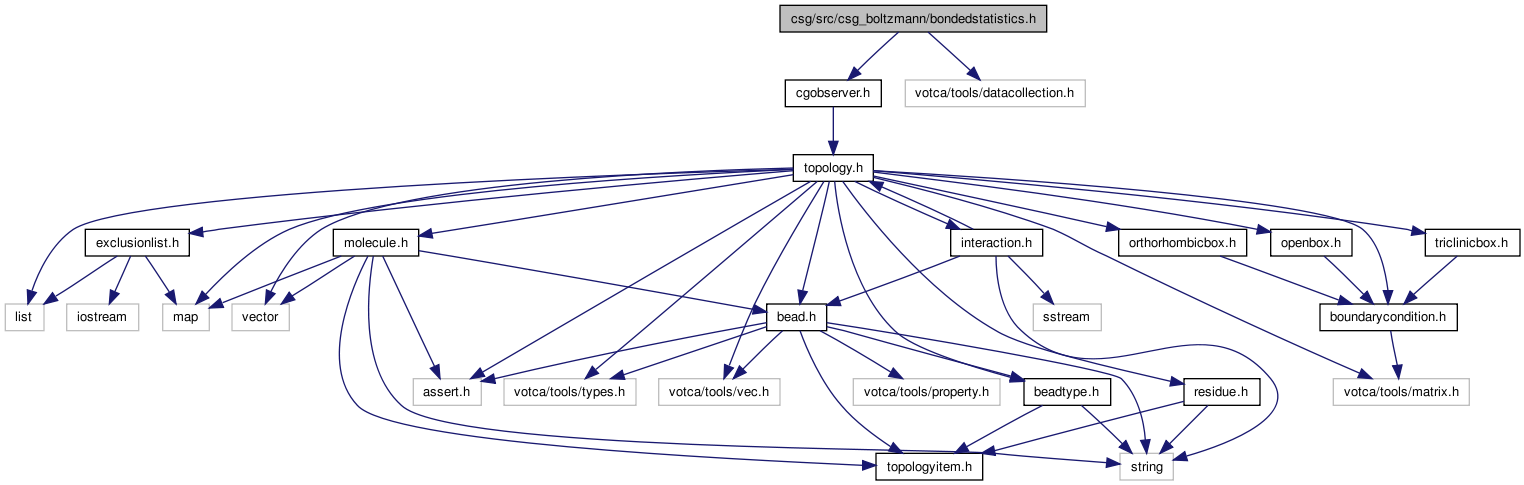 csg/src/csg_boltzmann/bondedstatistics.h
cgobserver.h
votca/tools/datacollection.h
topology.h
exclusionlist.h
molecule.h
interaction.h
orthorhombicbox.h
openbox.h
triclinicbox.h
list
iostream
map
vector
bead.h
sstream
boundarycondition.h
assert.h
votca/tools/types.h
votca/tools/vec.h
votca/tools/property.h
beadtype.h
residue.h
votca/tools/matrix.h
topologyitem.h
string